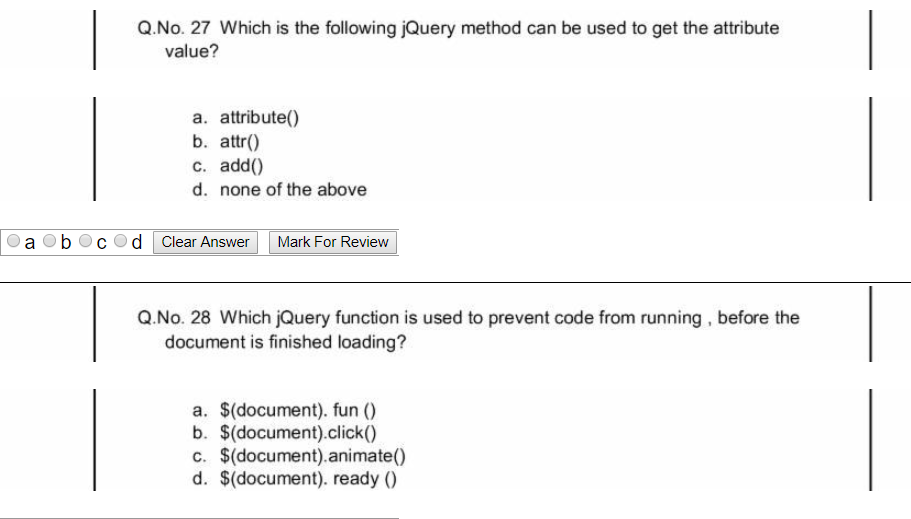 Q.No. 27 Which is the following jQuery method can be used to get the attribute
value?
a. attribute()
b. attr()
c. add()
d. none of the above
a b c d Clear Answer Mark For Review
Q.No. 28 Which jQuery function is used to prevent code from running , before the
document is finished loading?
a. $(document). fun ()
b. $(document).click()
c. $(document).animate()
d. $(document). ready ()